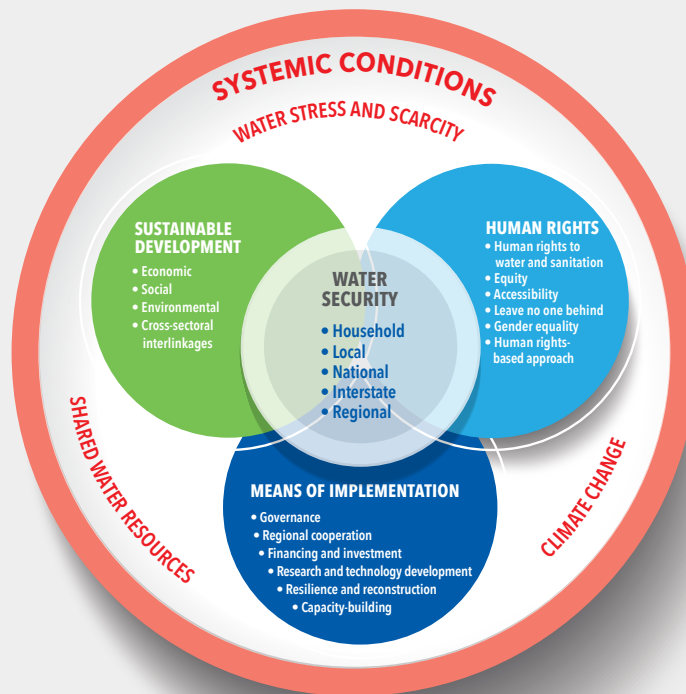 SYSTEMIC CONDITIONS
WATER STRESS AND SCARCITY
SUSTAINABLE
DEVELOPMENT
• Economic
• Social
• Environmental
• Cross-sectoral
interlinkages
HUMAN RIGHTS
• Human rights to
water and sanitation
• Equity
• Accessibility
• Leave no one behind
• Gender equality
• Human rights-
based approach
WATER
SECURITY
• Household
• Local
• National
• Interstate
• Regional
SHARED WATER RESOURCES
CLIMATE CHANGE
MEANS OF IMPLEMENTATION
• Governance
• Regional cooperation
• Financing and investment
• Research and technology development
• Resilience and reconstruction
• Capacity-building